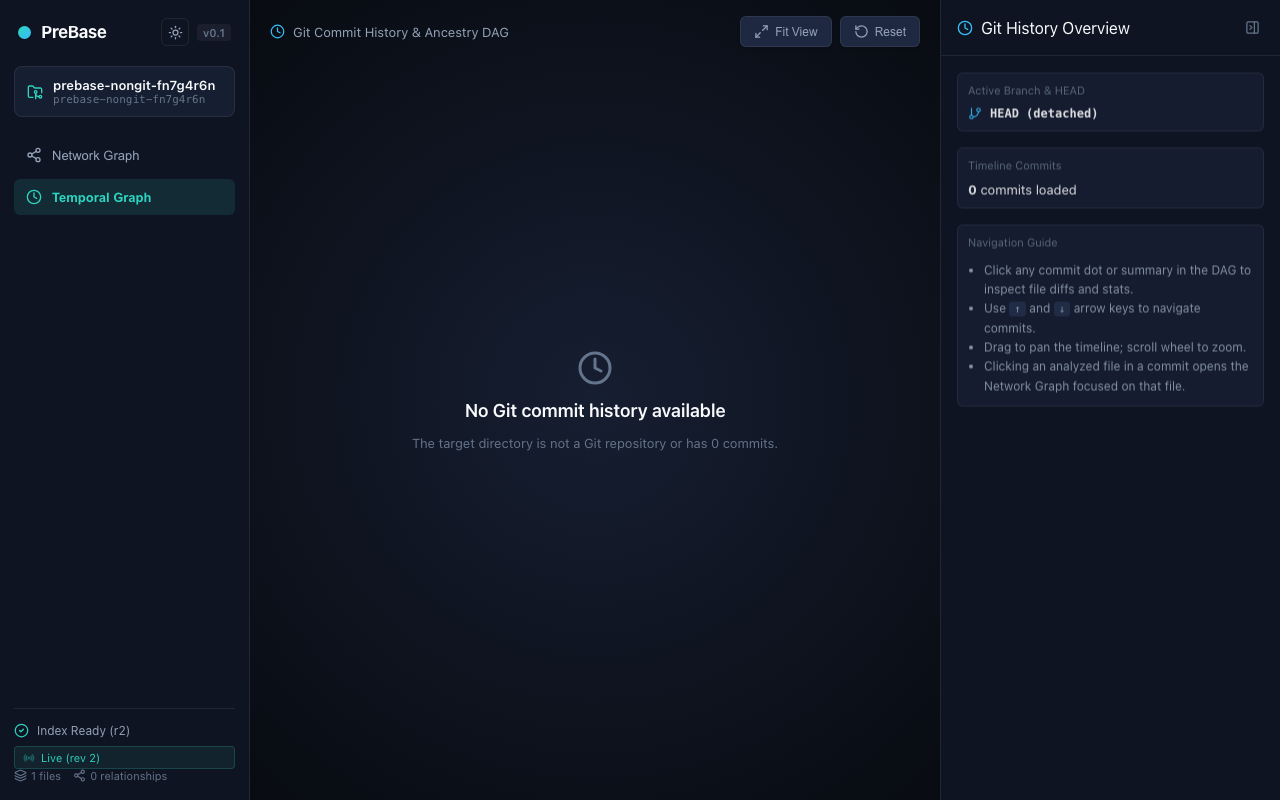 PreBase
v0.1
prebase-nongit-fn7g4r6n
prebase-nongit-fn7g4r6n
Network Graph
Temporal Graph
Index Ready (r2)
Live (rev 2)
1 files
0 relationships
Git Commit History & Ancestry DAG
Fit View
Reset
No Git commit history available
The target directory is not a Git repository or has 0 commits.
Git History Overview
Active Branch & HEAD
HEAD (detached)
Timeline Commits
0 commits loaded
Navigation Guide
• Click any commit dot or summary in the DAG to
inspect file diffs and stats.
• Use ↑ and ↓ arrow keys to navigate
commits.
• Drag to pan the timeline; scroll wheel to zoom.
• Clicking an analyzed file in a commit opens the
Network Graph focused on that file.